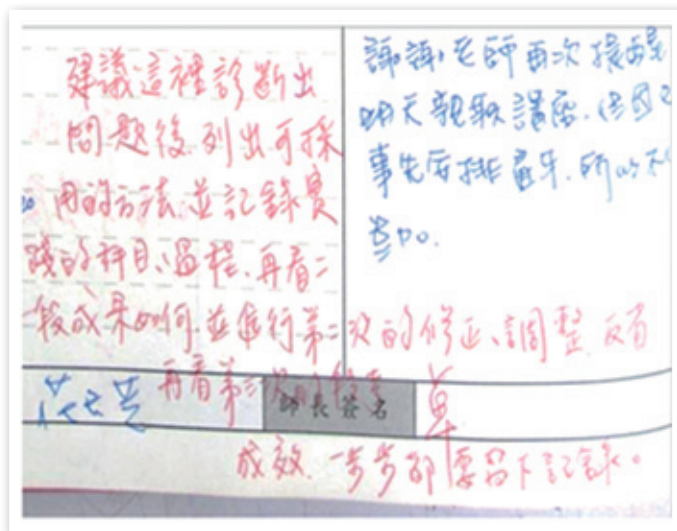 建議這裡診斷出
問題後,列出可採
用的方法,並記錄實
踐的科目、過程,再看二
段成果如何,並進行第二次的修正、調整,反省
再看第二次的
成效,一步步都要留下記錄。
謝謝老師再次提醒
明天親職講座,但因
事先安排看牙,所以不
參加。
師長簽名